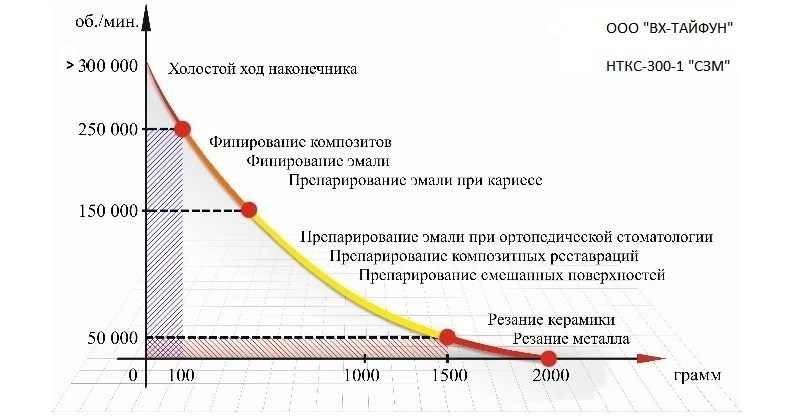 об./мин.
ООО "ВХ-ТАЙФУН"
НТКС-300-1 "СЗМ"
> 300 000
Холостой ход наконечника
250 000
Финирование композитов
Финирование эмали
Препарирование эмали при кариесе
150 000
Препарирование эмали при ортопедической стоматологии
Препарирование композитных реставраций
Препарирование смешанных поверхностей
50 000
Резание керамики
Резание металла
0 100 1000 1500 2000 грамм